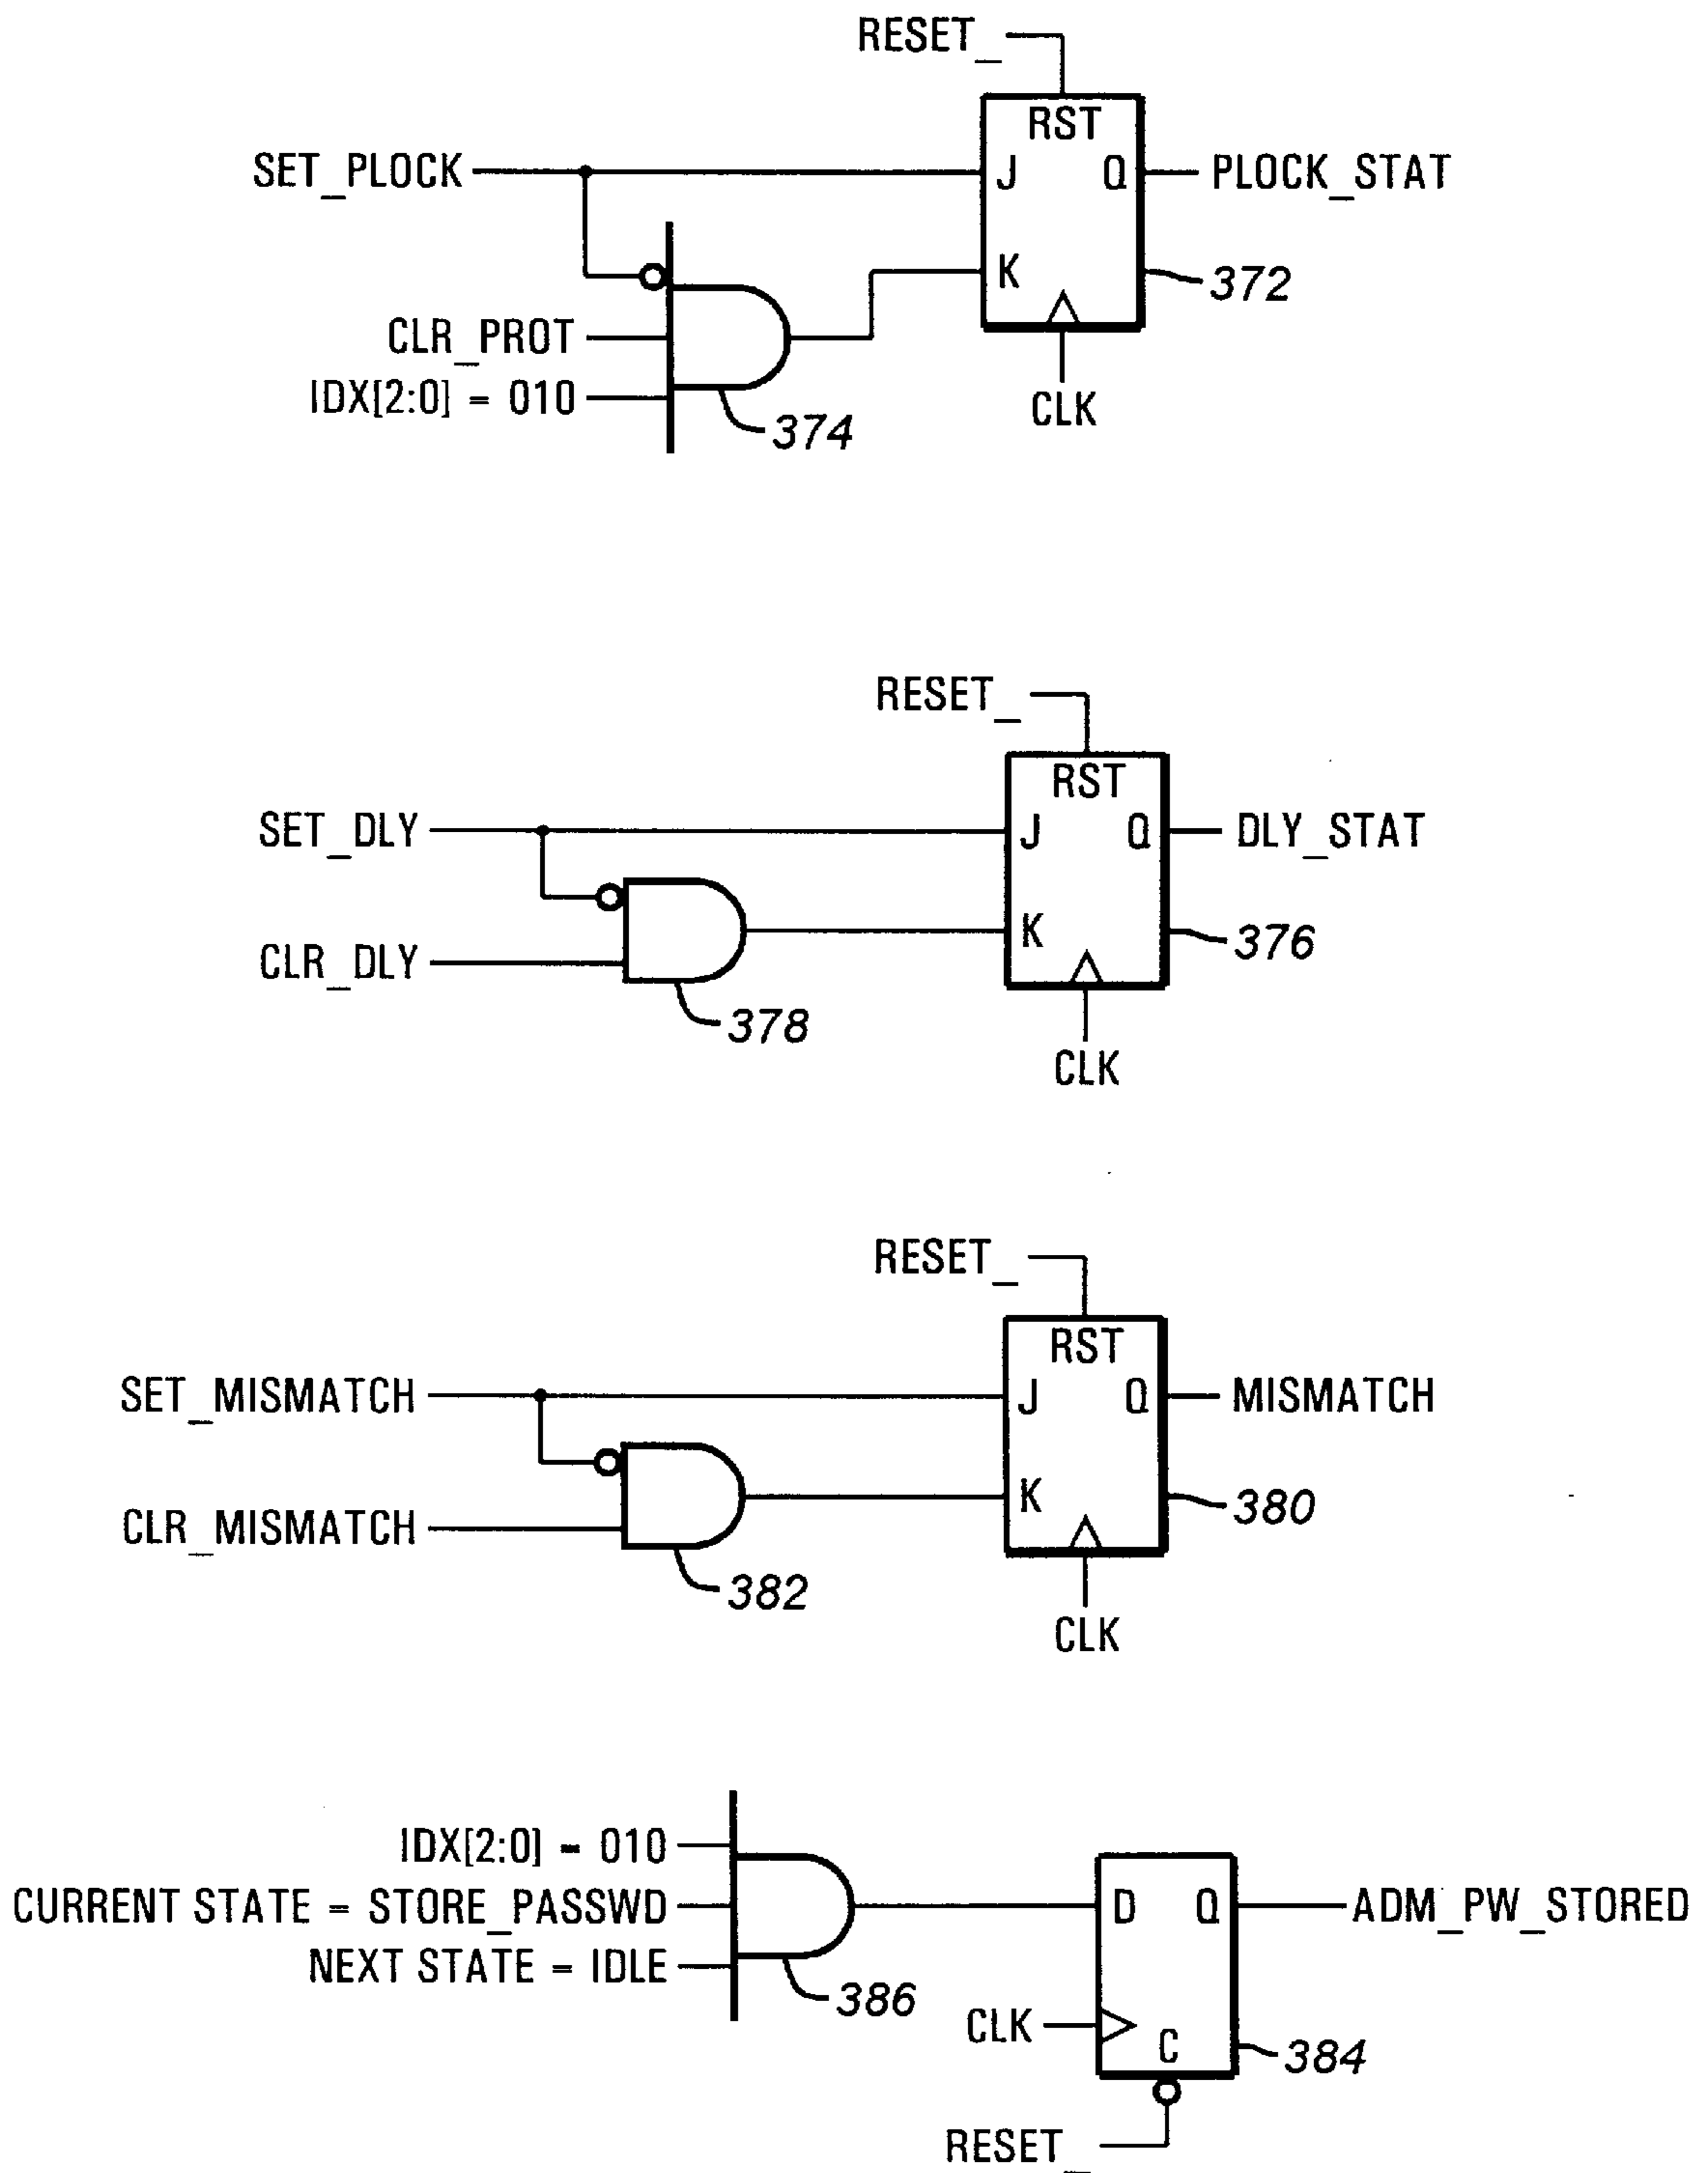 RESET_
RST
SET_PLOCK
J Q
PLOCK_STAT
K
372
CLR_PROT
IDX[2:0] = 010
374
CLK
RESET_
RST
SET_DLY
J Q
DLY_STAT
K
376
CLR_DLY
378
CLK
RESET_
RST
SET_MISMATCH
J Q
MISMATCH
K
380
CLR_MISMATCH
382
CLK
IDX[2:0] = 010
CURRENT STATE = STORE_PASSWD
D Q
ADM_PW_STORED
NEXT STATE = IDLE
386
CLK
C
384
RESET_